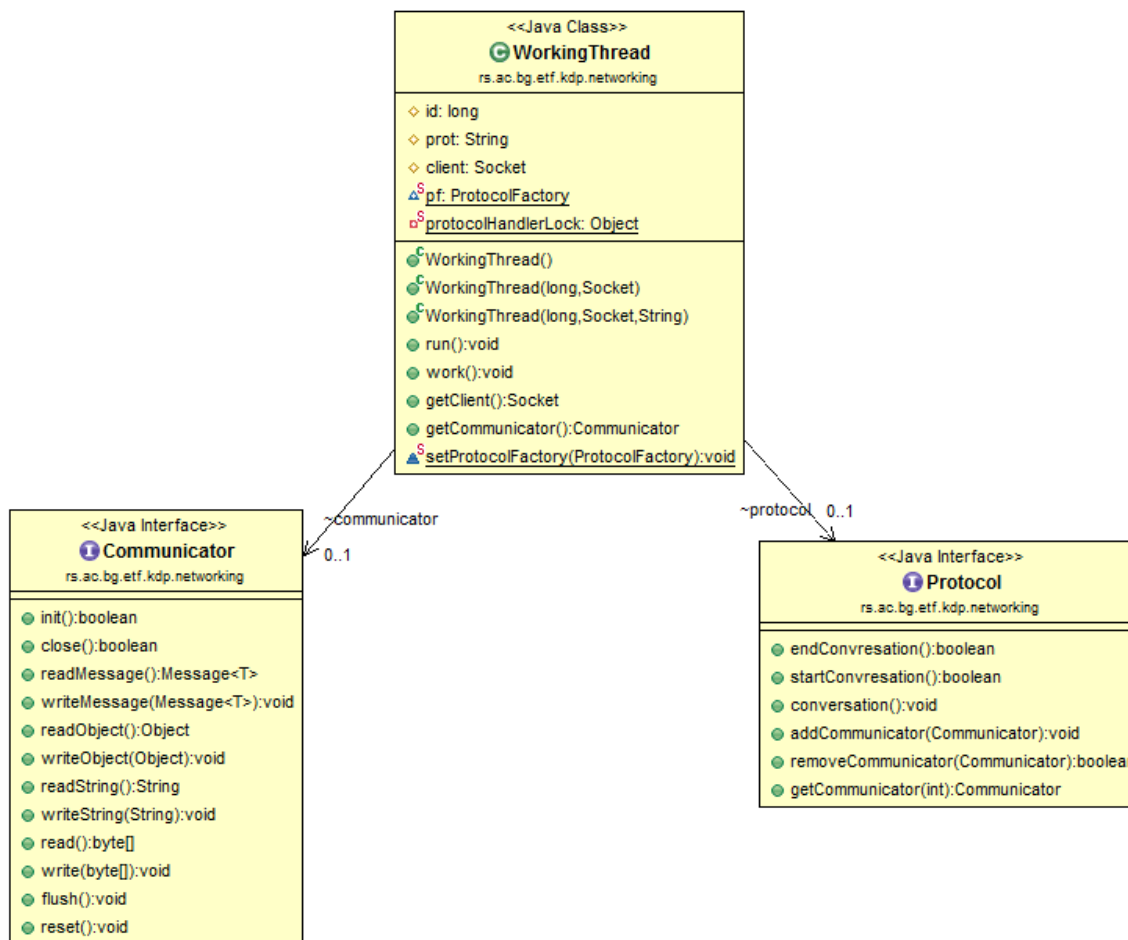 <<Java Class>>
WorkingThread
rs.ac.bg.etf.kdp.networking
id: long
prot: String
client: Socket
pf: ProtocolFactory
protocolHandlerLock: Object
WorkingThread()
WorkingThread(long,Socket)
WorkingThread(long,Socket,String)
run():void
work():void
getClient():Socket
getCommunicator():Communicator
setProtocolFactory(ProtocolFactory):void
~communicator
0..1
~protocol
0..1
<<Java Interface>>
Communicator
rs.ac.bg.etf.kdp.networking
init():boolean
close():boolean
readMessage():Message<T>
writeMessage(Message<T>):void
readObject():Object
writeObject(Object):void
readString():String
writeString(String):void
read():byte[]
write(byte[]):void
flush():void
reset():void
<<Java Interface>>
Protocol
rs.ac.bg.etf.kdp.networking
endConvresation():boolean
startConvresation():boolean
conversation():void
addCommunicator(Communicator):void
removeCommunicator(Communicator):boolean
getCommunicator(int):Communicator